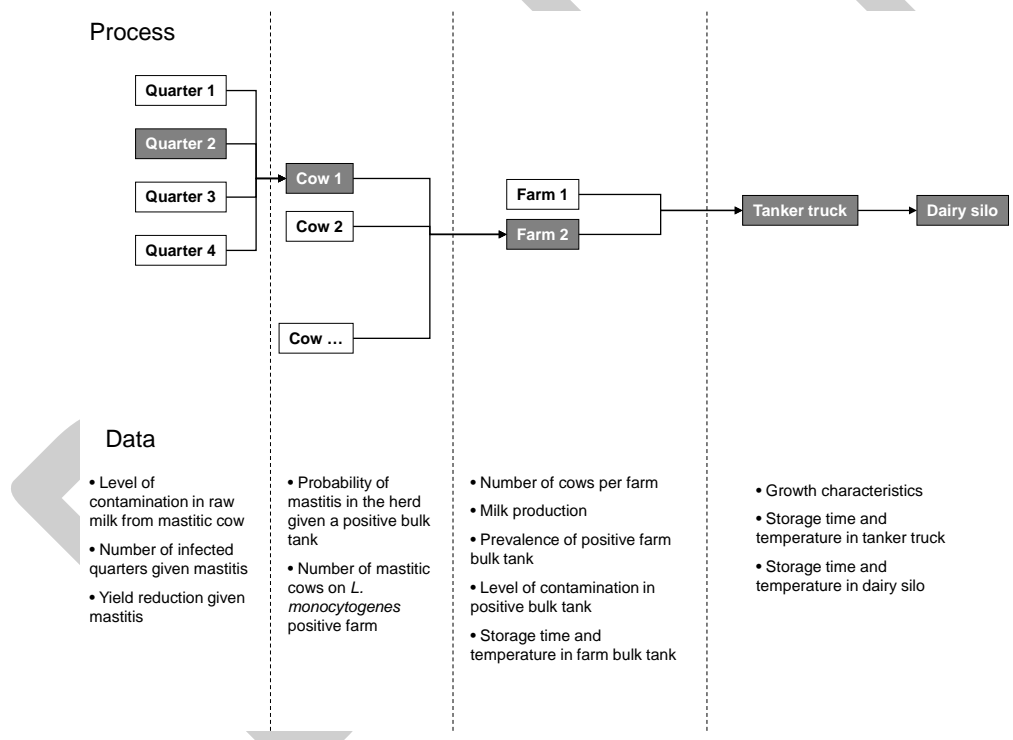 Process
Quarter 1
Quarter 2
Quarter 3
Quarter 4
Cow 1
Cow 2
Cow …
Farm 1
Farm 2
Tanker truck
Dairy silo
Data
• Level of
contamination in raw
milk from mastitic cow
• Number of infected
quarters given mastitis
• Yield reduction given
mastitis
• Probability of
mastitis in the herd
given a positive bulk
tank
• Number of mastitic
cows on L.
monocytogenes
positive farm
• Number of cows per farm
• Milk production
• Prevalence of positive farm
bulk tank
• Level of contamination in
positive bulk tank
• Storage time and
temperature in farm bulk tank
• Growth characteristics
• Storage time and
temperature in tanker truck
• Storage time and
temperature in dairy silo